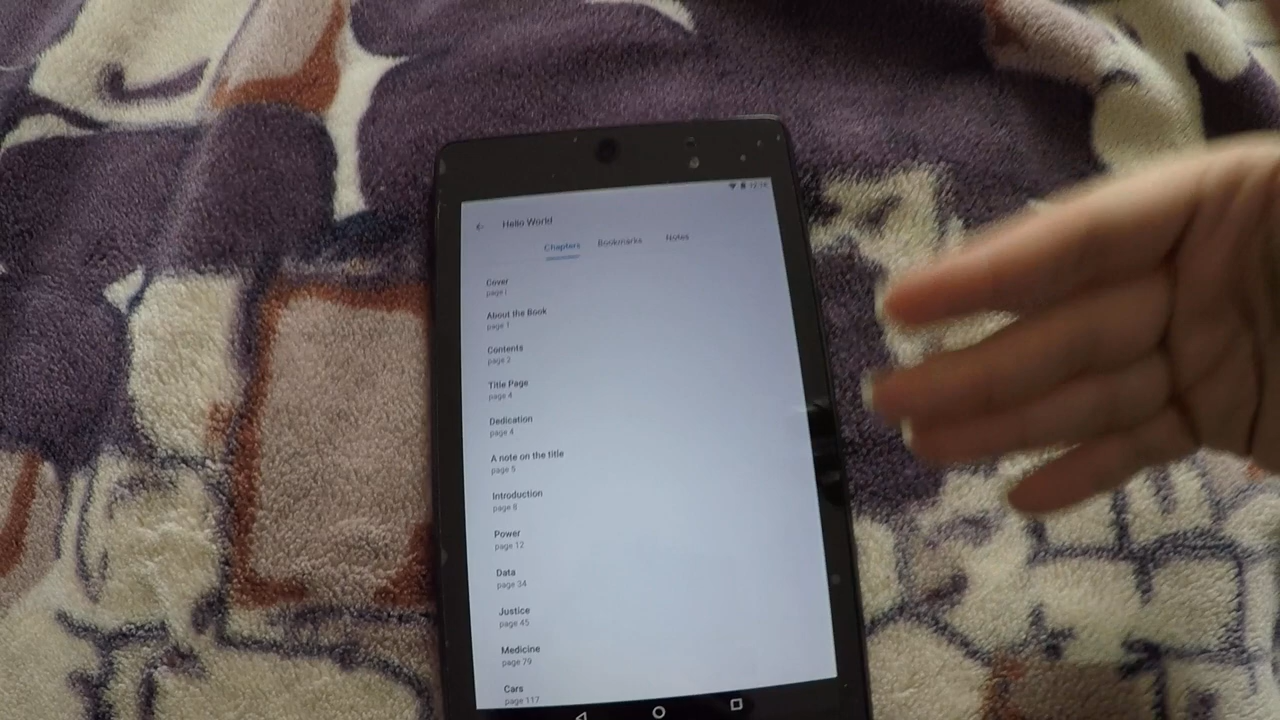 Hello World
Chapters Bookmarks Notes
Cover
page i
About the Book
page 1
Contents
page 2
Title Page
page 4
Dedication
page 4
A note on the title
page 5
Introduction
page 8
Power
page 12
Data
page 34
Justice
page 45
Medicine
page 79
Cars
page 117